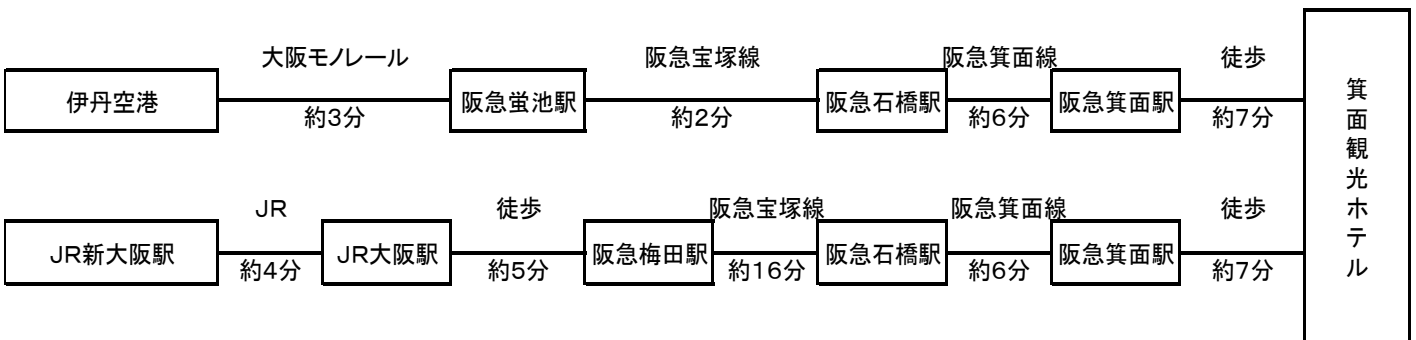 大阪モノレール 阪急宝塚線 阪急箕面線 徒歩
伊丹空港 阪急蛍池駅 阪急石橋駅 阪急箕面駅
約3分 約2分 約6分 約7分
JR 徒歩 阪急宝塚線 阪急箕面線 徒歩
JR新大阪駅 JR大阪駅 阪急梅田駅 阪急石橋駅 阪急箕面駅
約4分 約5分 約16分 約6分 約7分
箕面観光ホテル